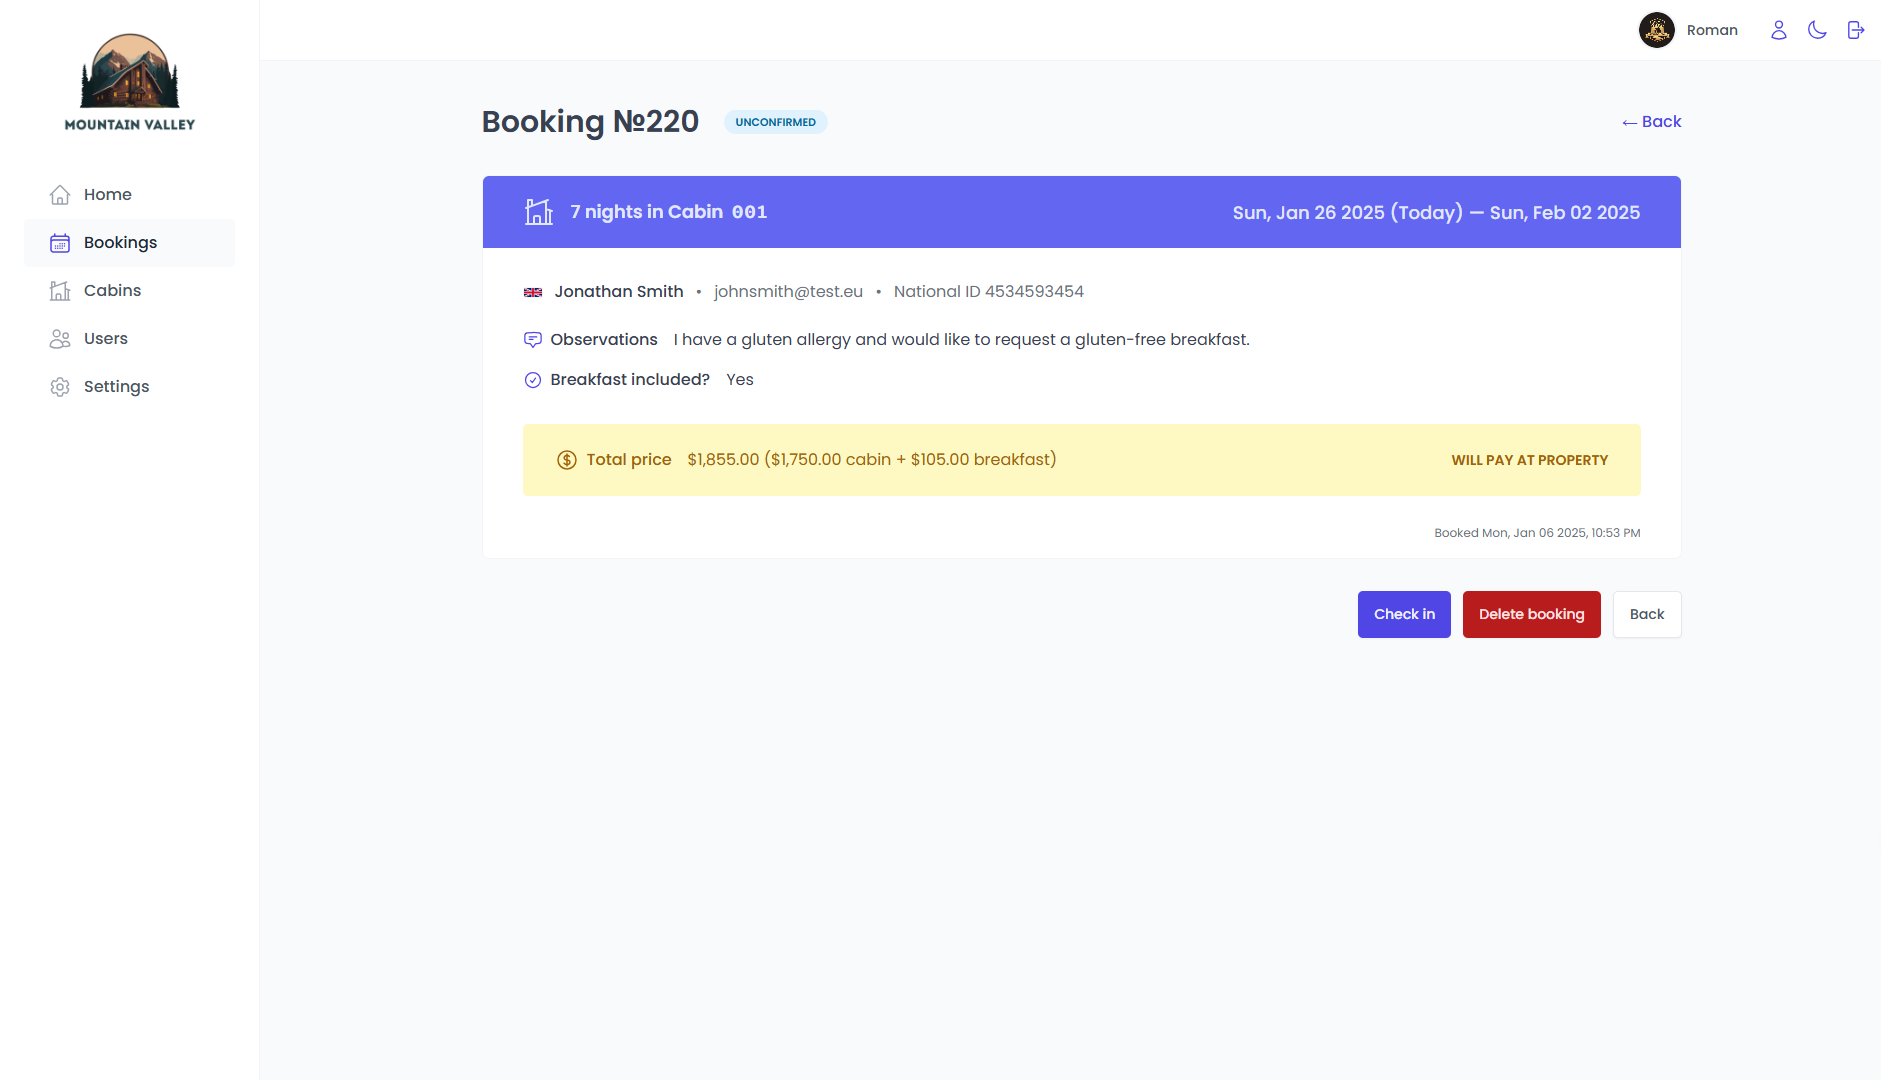 MOUNTAIN VALLEY
Home
Bookings
Cabins
Users
Settings
Roman
Booking №220
UNCONFIRMED
← Back
7 nights in Cabin 001
Sun, Jan 26 2025 (Today) — Sun, Feb 02 2025
Jonathan Smith • johnsmith@test.eu • National ID 4534593454
Observations I have a gluten allergy and would like to request a gluten-free breakfast.
Breakfast included? Yes
Total price $1,855.00 ($1,750.00 cabin + $105.00 breakfast)
WILL PAY AT PROPERTY
Booked Mon, Jan 06 2025, 10:53 PM
Check in
Delete booking
Back